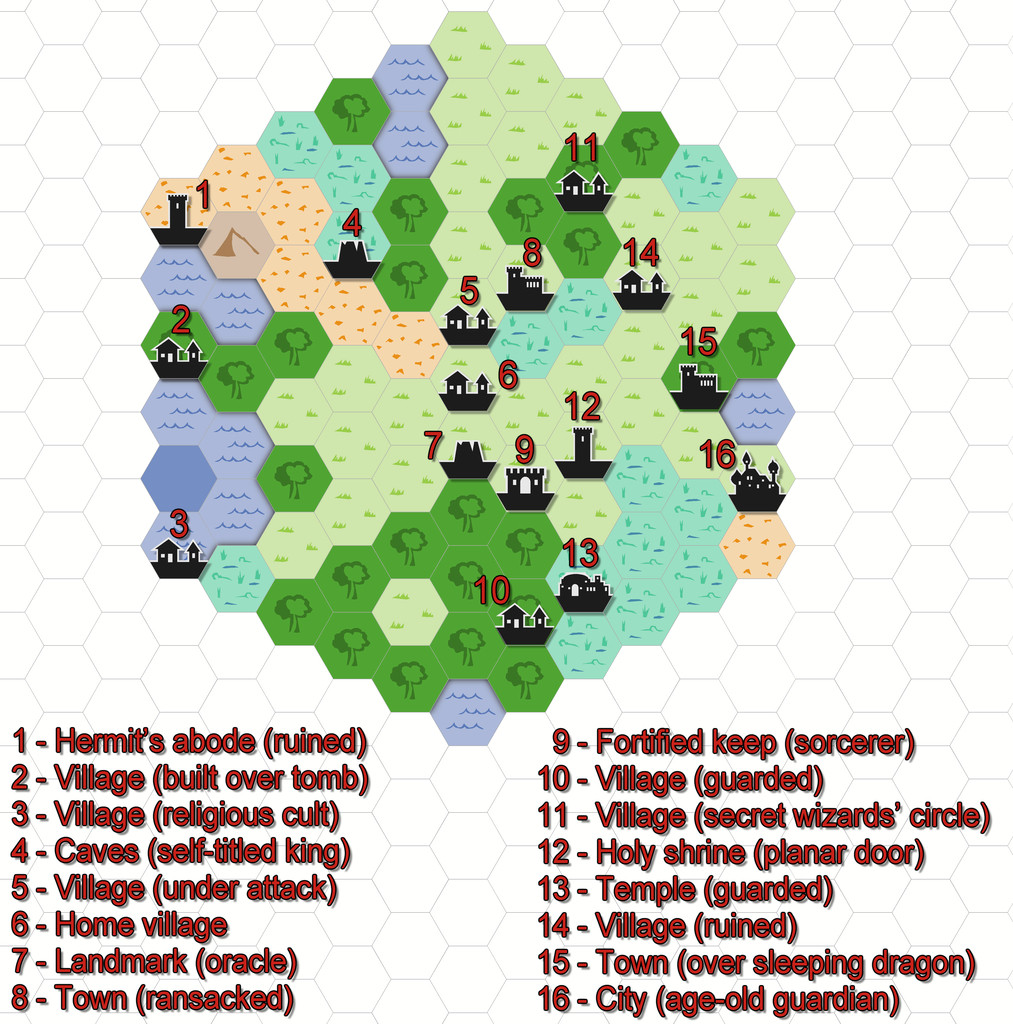 11
1
4
8
14
5
2
15
6
12
7
9
16
3
13
10
1 - Hermit's abode (ruined)
2 - Village (built over tomb)
3 - Village (religious cult)
4 - Caves (self-titled king)
5 - Village (under attack)
6 - Home village
7 - Landmark (oracle)
8 - Town (ransacked)
9 - Fortified keep (sorcerer)
10 - Village (guarded)
11 - Village (secret wizards' circle)
12 - Holy shrine (planar door)
13 - Temple (guarded)
14 - Village (ruined)
15 - Town (over sleeping dragon)
16 - City (age-old guardian)